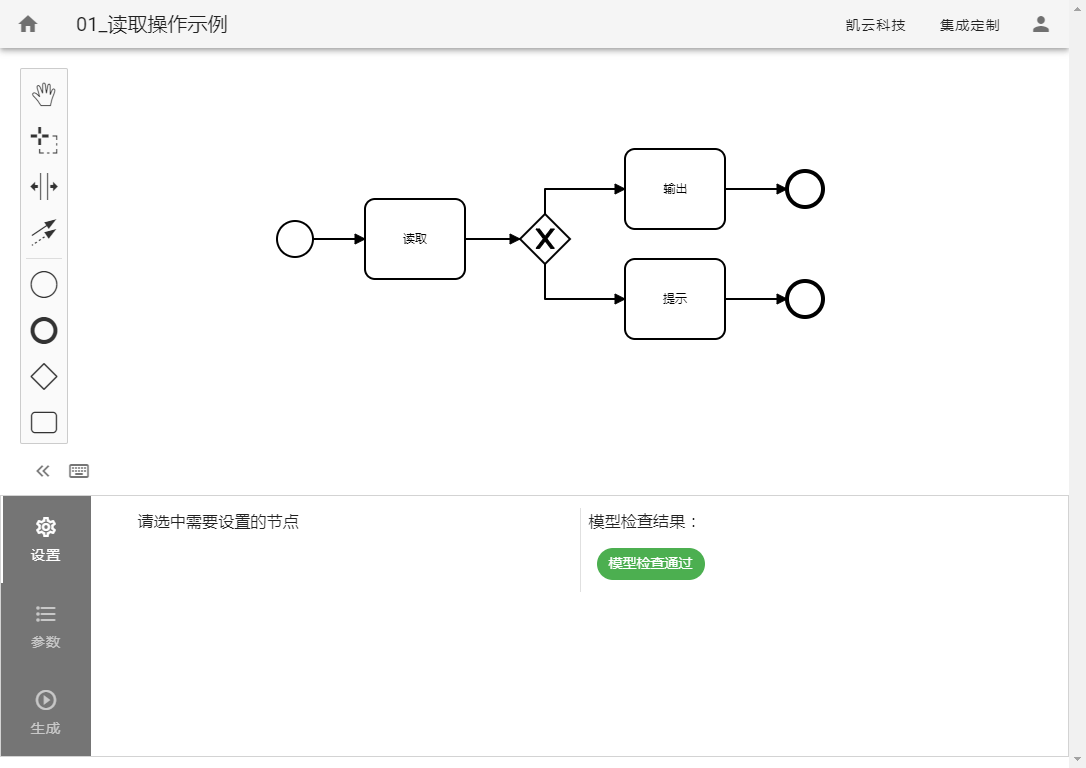 01_读取操作示例
凯云科技
集成定制
读取
输出
提示
设置
参数
生成
请选中需要设置的节点
模型检查结果：
模型检查通过